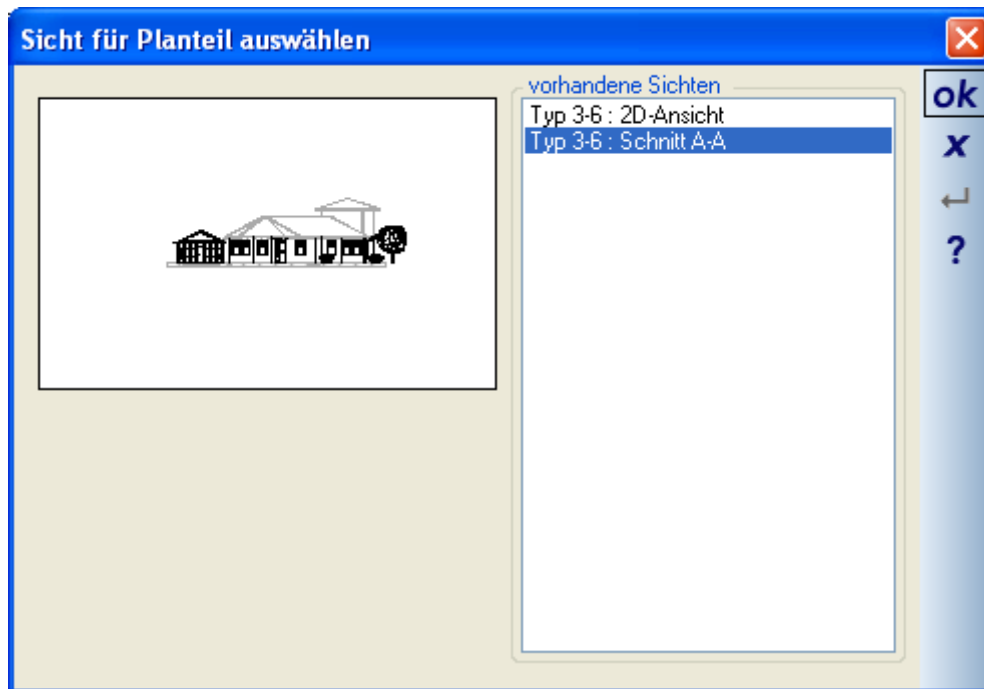 Sicht für Planteil auswählen
vorhandene Sichten
Typ 3-6 : 2D-Ansicht
Typ 3-6 : Schnitt A-A
ok
x
?